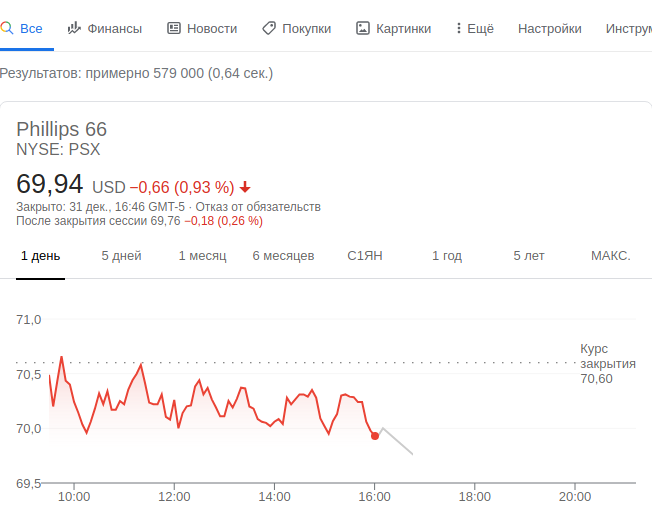 Все Финансы Новости Покупки Картинки Ещё Настройки
Результатов: примерно 579 000 (0,64 сек.)
Phillips 66
NYSE: PSX
69,94 USD −0,66 (0,93 %)
Закрыто: 31 дек., 16:46 GMT-5 · Отказ от обязательств
После закрытия сессии 69,76 −0,18 (0,26 %)
1 день 5 дней 1 месяц 6 месяцев С1ЯН 1 год 5 лет МАКС.
71,0
Курс
закрытия
70,60
70,5
70,0
69,5
10:00 12:00 14:00 16:00 18:00 20:00